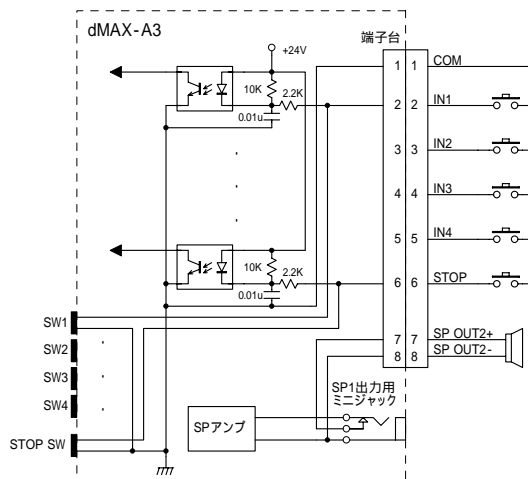 dMAX-A3
端子台
+24V
10K
2.2K
0.01u
1 1 COM
2 2 IN1
3 3 IN2
4 4 IN3
5 5 IN4
6 6 STOP
10K
2.2K
0.01u
SW1
SW2
SW3
SW4
STOP SW
7 7 SP OUT2+
8 8 SP OUT2-
SP1出力用
ミニジャック
SPアンプ